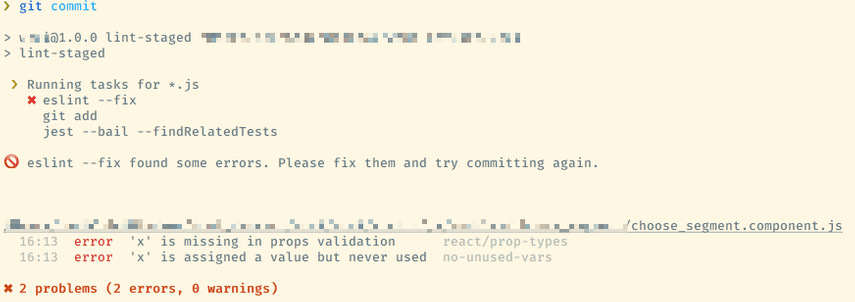 ❯ git commit
> @1.0.0 lint-staged
> lint-staged
❯ Running tasks for *.js
✖ eslint --fix
git add
jest --bail --findRelatedTests
🚫 eslint --fix found some errors. Please fix them and try committing again.
/choose_segment.component.js
16:13 error 'x' is missing in props validation react/prop-types
16:13 error 'x' is assigned a value but never used no-unused-vars
✖ 2 problems (2 errors, 0 warnings)